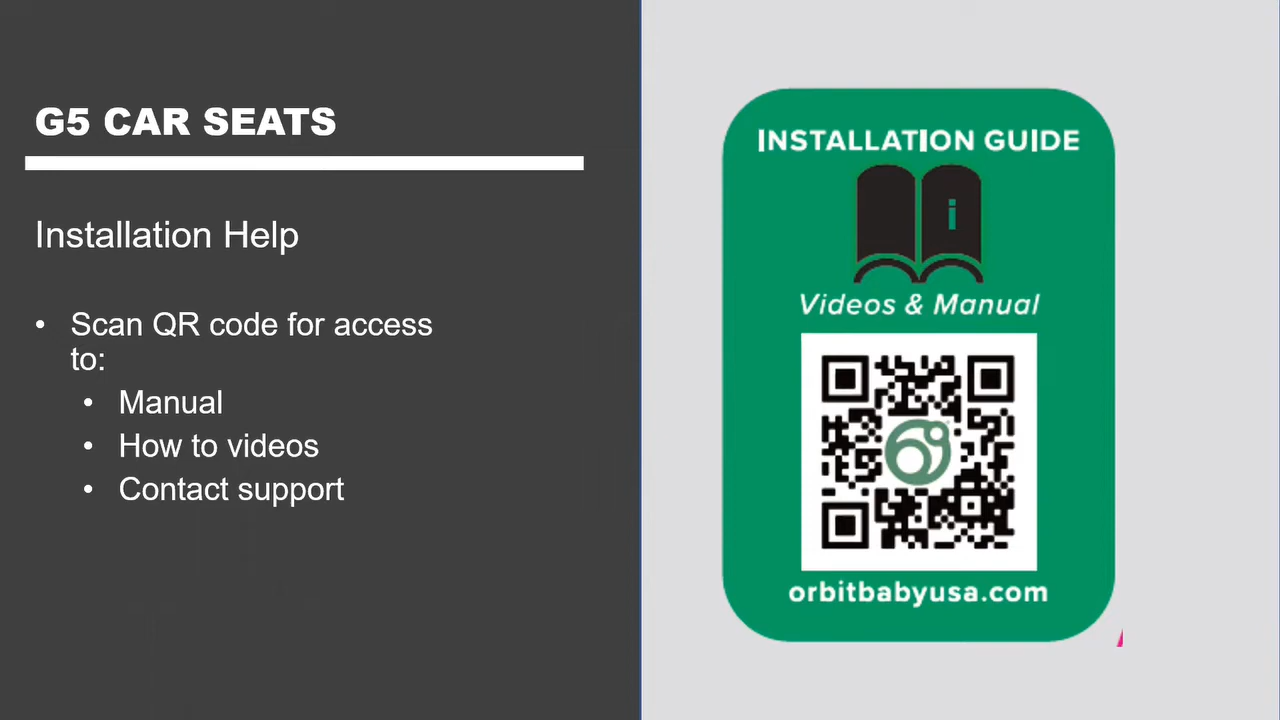 G5 CAR SEATS
Installation Help
• Scan QR code for access
to:
• Manual
• How to videos
• Contact support
INSTALLATION GUIDE
i
Videos & Manual
orbitbabyusa.com